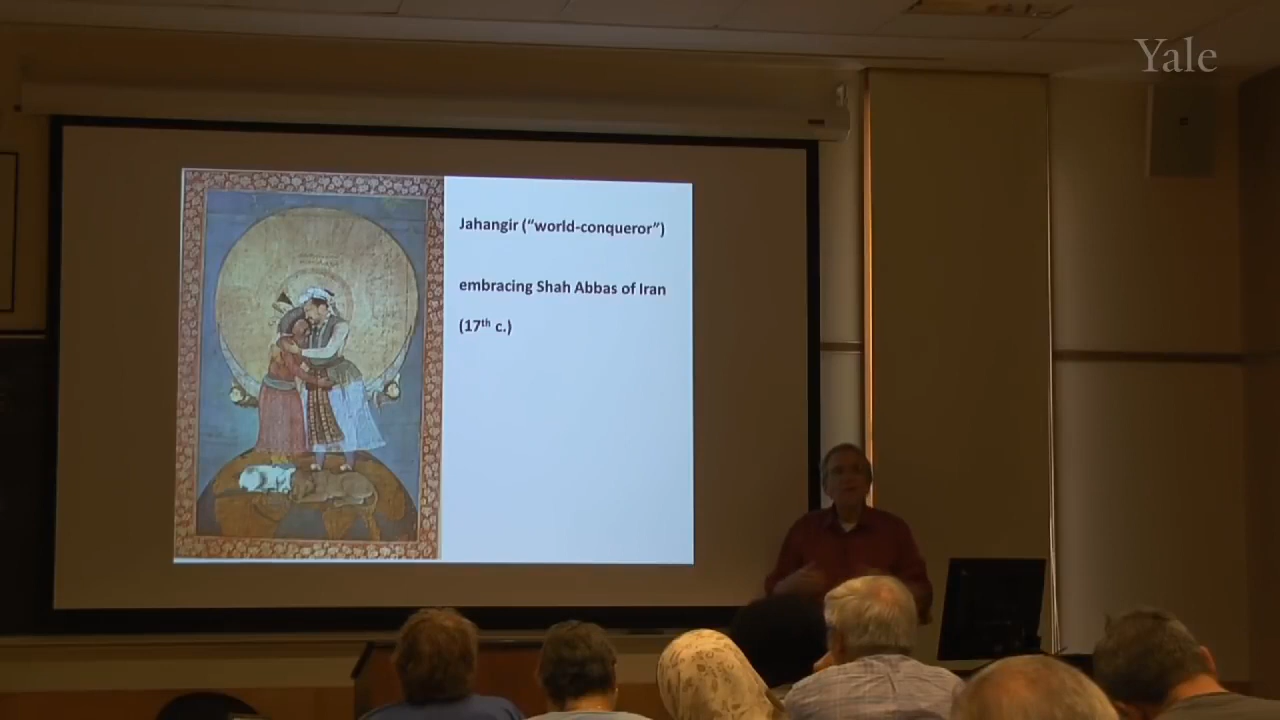 Yale
Jahangir (“world-conqueror”)
embracing Shah Abbas of Iran
(17th c.)